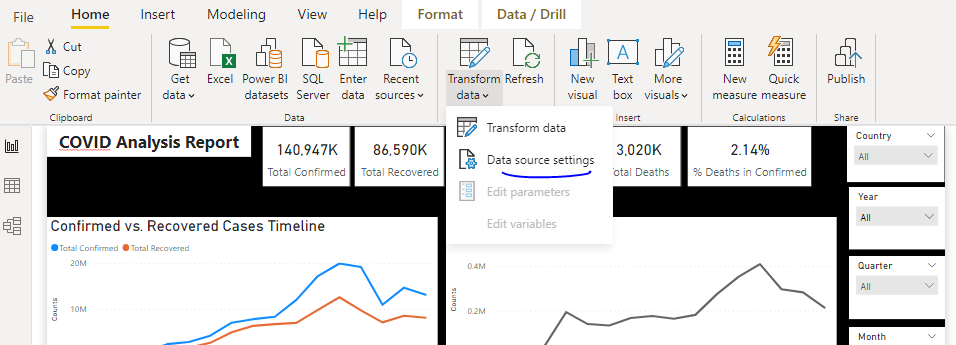 File Home Insert Modeling View Help Format Data / Drill
Paste
Cut
Copy
Format painter
Clipboard
Get data
Excel
Power BI datasets
SQL Server
Enter data
Recent sources
Data
Transform data
Refresh
New visual
Text box
More visuals
Insert
New measure
Quick measure
Calculations
Publish
Share
Transform data
Data source settings
Edit parameters
Edit variables
COVID Analysis Report
140,947K
Total Confirmed
86,590K
Total Recovered
3,020K
Total Deaths
2.14%
% Deaths in Confirmed
Country
All
Year
All
Quarter
All
Month
Confirmed vs. Recovered Cases Timeline
Total Confirmed Total Recovered
20M
10M
Counts
0.4M
0.2M
Counts